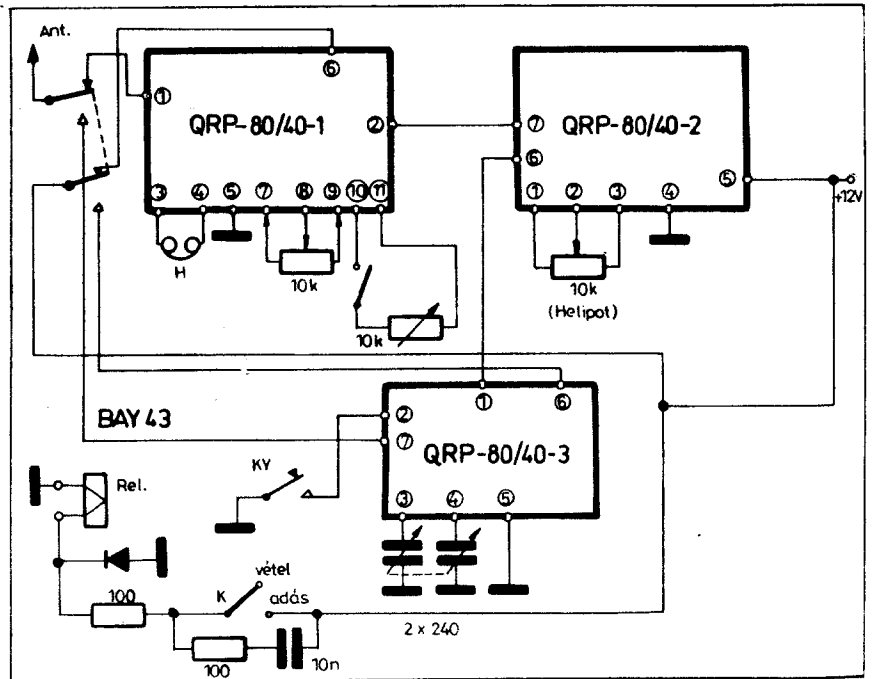 Ant.
⑥
①
QRP-80/40-1
②
③ ④ ⑤ ⑦ ⑧ ⑨ ⑩ ⑪
H
10k
10k
⑦
QRP-80/40-2
⑥
⑤
+12V
① ② ③ ④
10k
(Helipot)
① ⑥
②
⑦
QRP-80/40-3
③ ④ ⑤
BAY 43
KY
Rel.
vétel
K
adás
100
100
10n
2 x 240